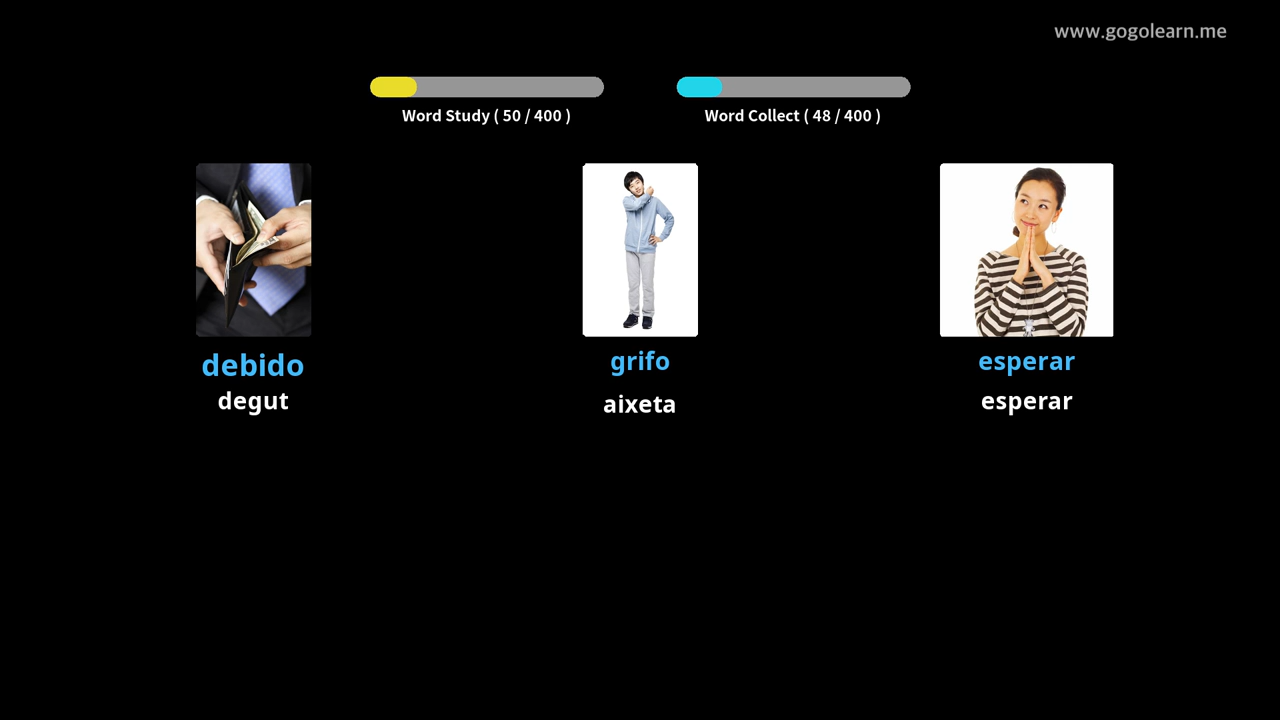 www.gogolearn.me
Word Study ( 50 / 400 )
Word Collect ( 48 / 400 )
debido
degut
grifo
aixeta
esperar
esperar